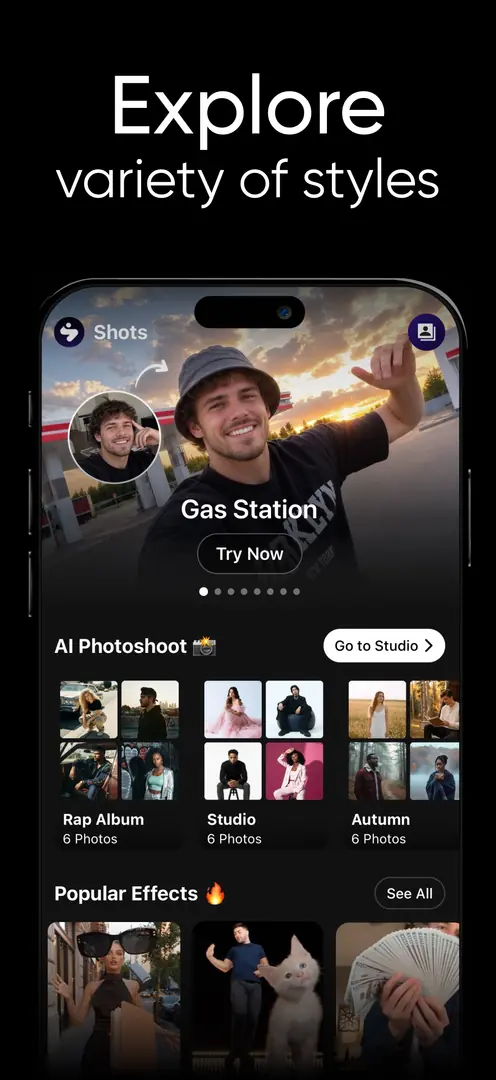 Explore
variety of styles
Shots
Gas Station
Try Now
AI Photoshoot 📸
Go to Studio
Rap Album
6 Photos
Studio
6 Photos
Autumn
6 Photos
Popular Effects 🔥
See All